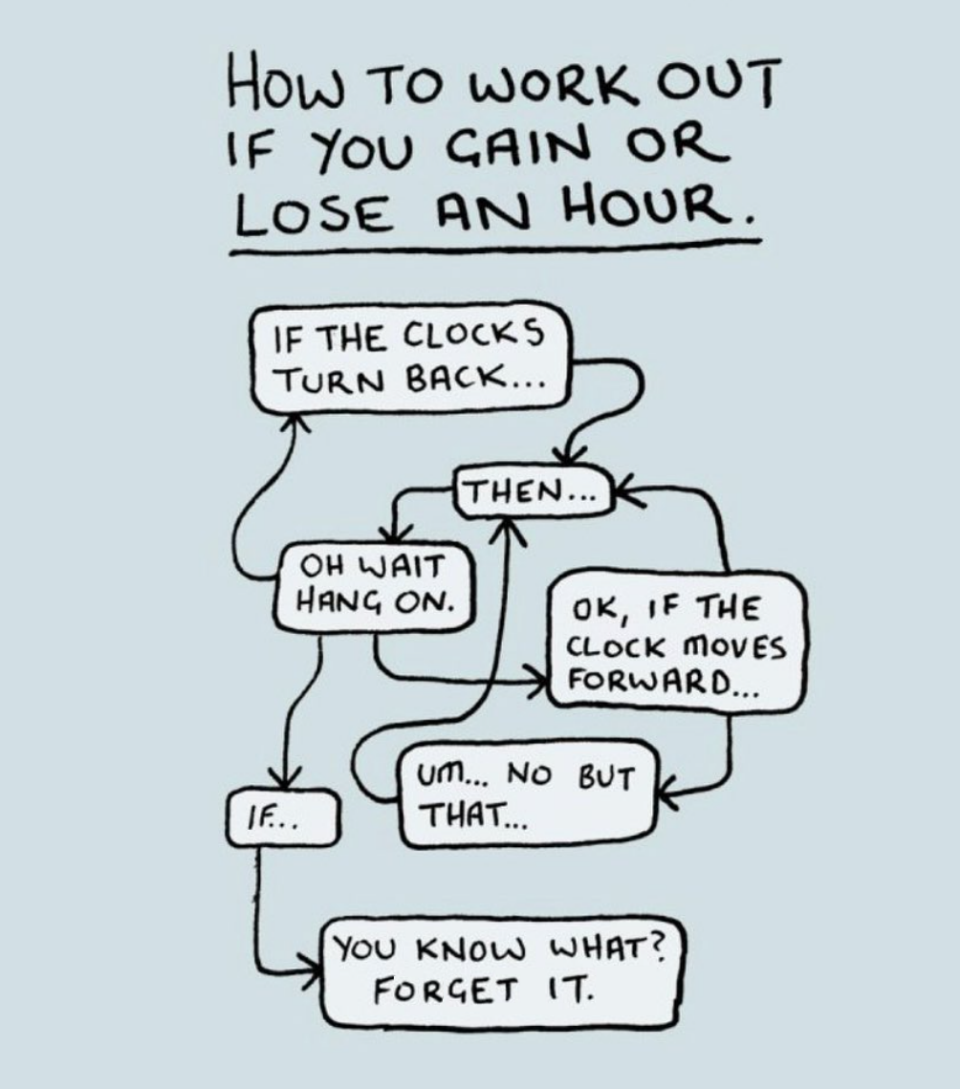 HOW TO WORK OUT
IF YOU GAIN OR
LOSE AN HOUR.
IF THE CLOCKS
TURN BACK...
THEN...
OH WAIT
HANG ON.
OK, IF THE
CLOCK MOVES
FORWARD...
UM... NO BUT
THAT...
IF...
YOU KNOW WHAT?
FORGET IT.